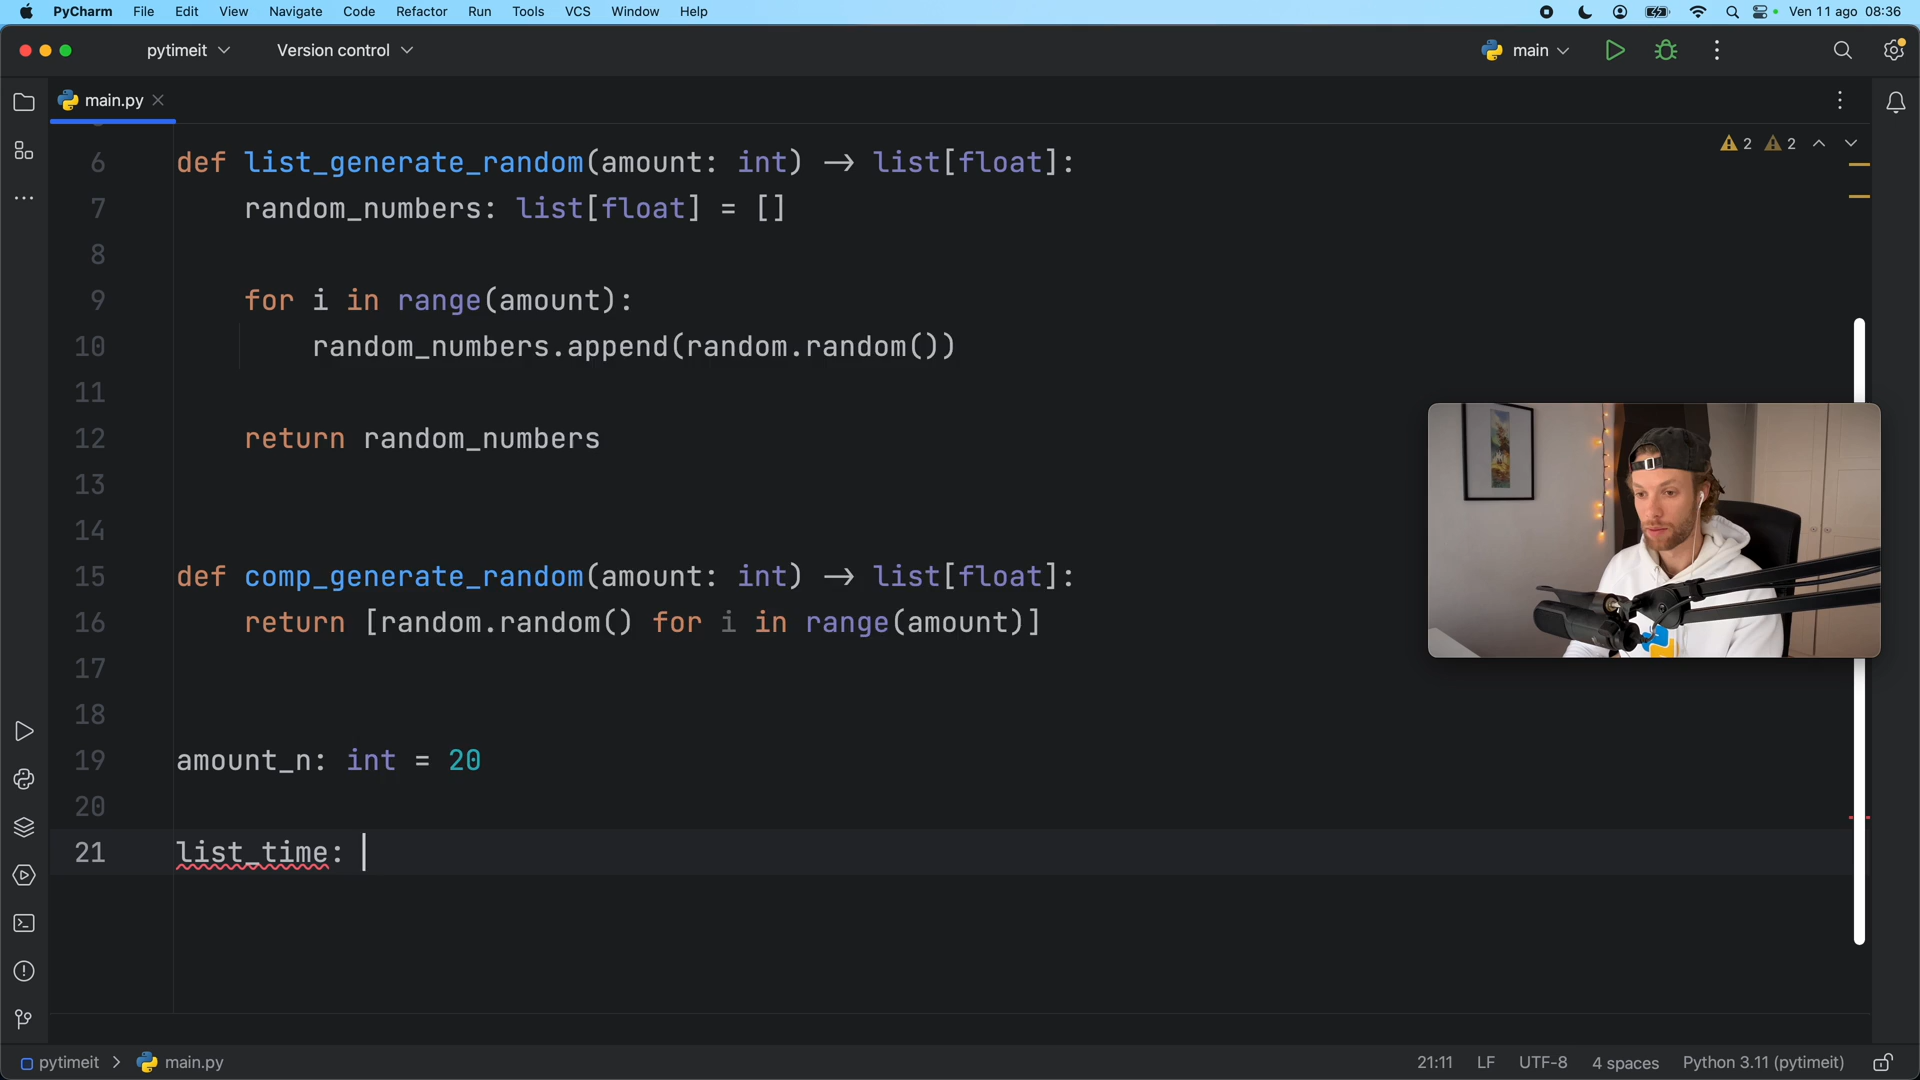 PyCharm File Edit View Navigate Code Refactor Run Tools VCS Window Help Ven 11 ago 08:36
pytimeit Version control main
main.py
2 2
6 def list_generate_random(amount: int) → list[float]:
7 random_numbers: list[float] = []
8
9 for i in range(amount):
10 random_numbers.append(random.random())
11
12 return random_numbers
13
14
15 def comp_generate_random(amount: int) → list[float]:
16 return [random.random() for i in range(amount)]
17
18
19 amount_n: int = 20
20
21 list_time:
pytimeit > main.py 21:11 LF UTF-8 4 spaces Python 3.11 (pytimeit)